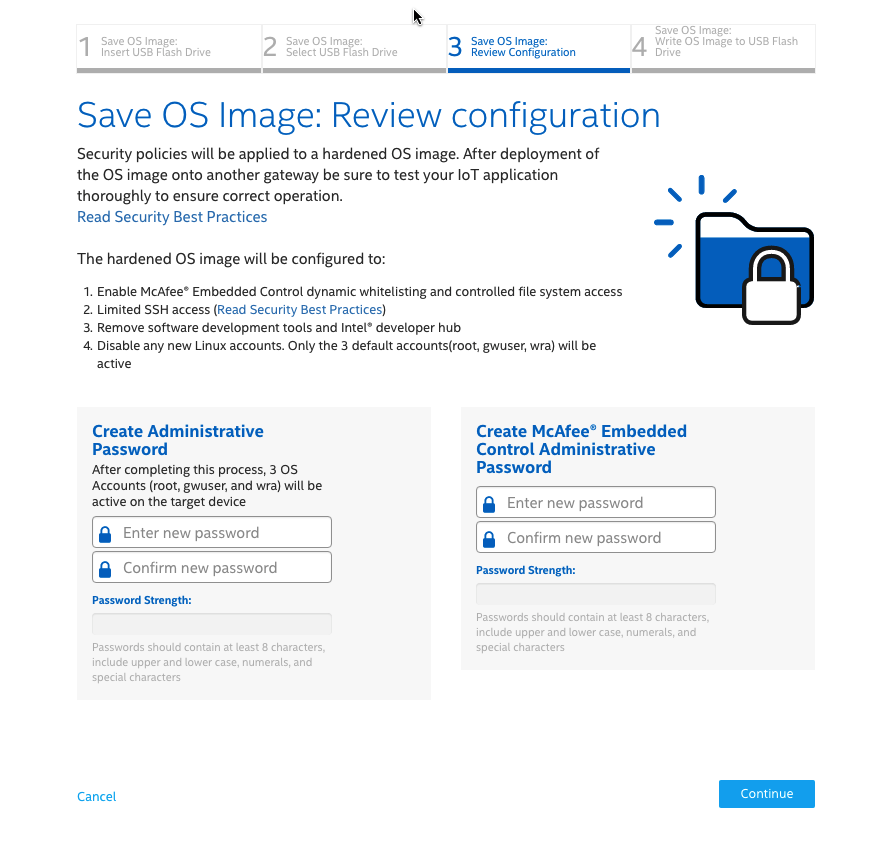 1 Save OS Image:
Insert USB Flash Drive
2 Save OS Image:
Select USB Flash Drive
3 Save OS Image:
Review Configuration
4 Save OS Image:
Write OS Image to USB Flash
Drive
Save OS Image: Review configuration
Security policies will be applied to a hardened OS image. After deployment of
the OS image onto another gateway be sure to test your IoT application
thoroughly to ensure correct operation.
Read Security Best Practices
The hardened OS image will be configured to:
1. Enable McAfee® Embedded Control dynamic whitelisting and controlled file system access
2. Limited SSH access (Read Security Best Practices)
3. Remove software development tools and Intel® developer hub
4. Disable any new Linux accounts. Only the 3 default accounts(root, gwuser, wra) will be
active
Create Administrative
Password
After completing this process, 3 OS
Accounts (root, gwuser, and wra) will be
active on the target device
Enter new password
Confirm new password
Password Strength:
Passwords should contain at least 8 characters,
include upper and lower case, numerals, and
special characters
Create McAfee® Embedded
Control Administrative
Password
Enter new password
Confirm new password
Password Strength:
Passwords should contain at least 8 characters,
include upper and lower case, numerals, and
special characters
Cancel
Continue